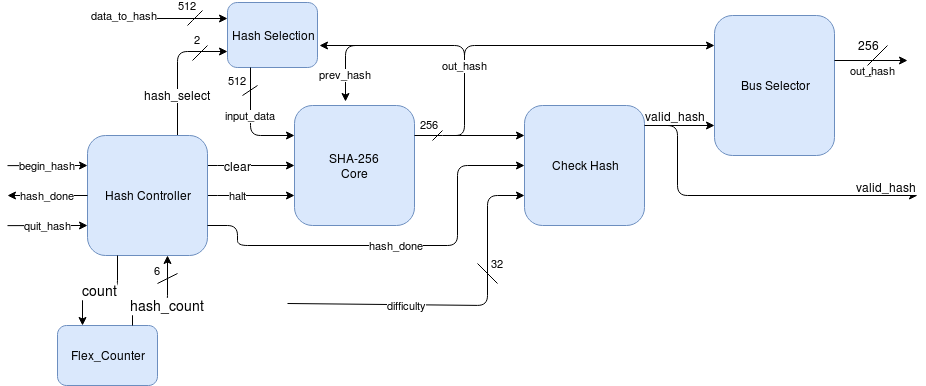 512
data_to_hash
Hash Selection
2
hash_select
512
input_data
prev_hash
out_hash
256
out_hash
Bus Selector
256
SHA-256
Core
valid_hash
Check Hash
begin_hash
clear
Hash Controller
hash_done
halt
valid_hash
quit_hash
hash_done
6
32
count
hash_count
difficulty
Flex_Counter